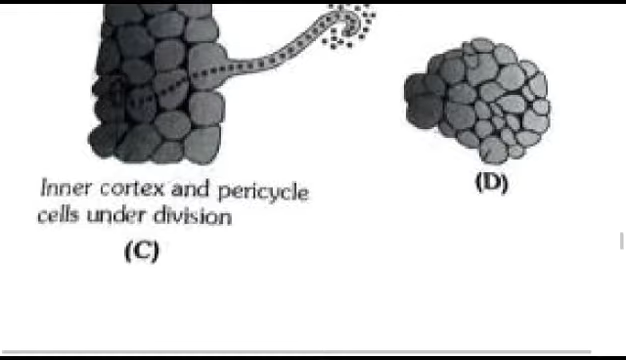 Inner cortex and pericycle
cells under division
(C)
(D)